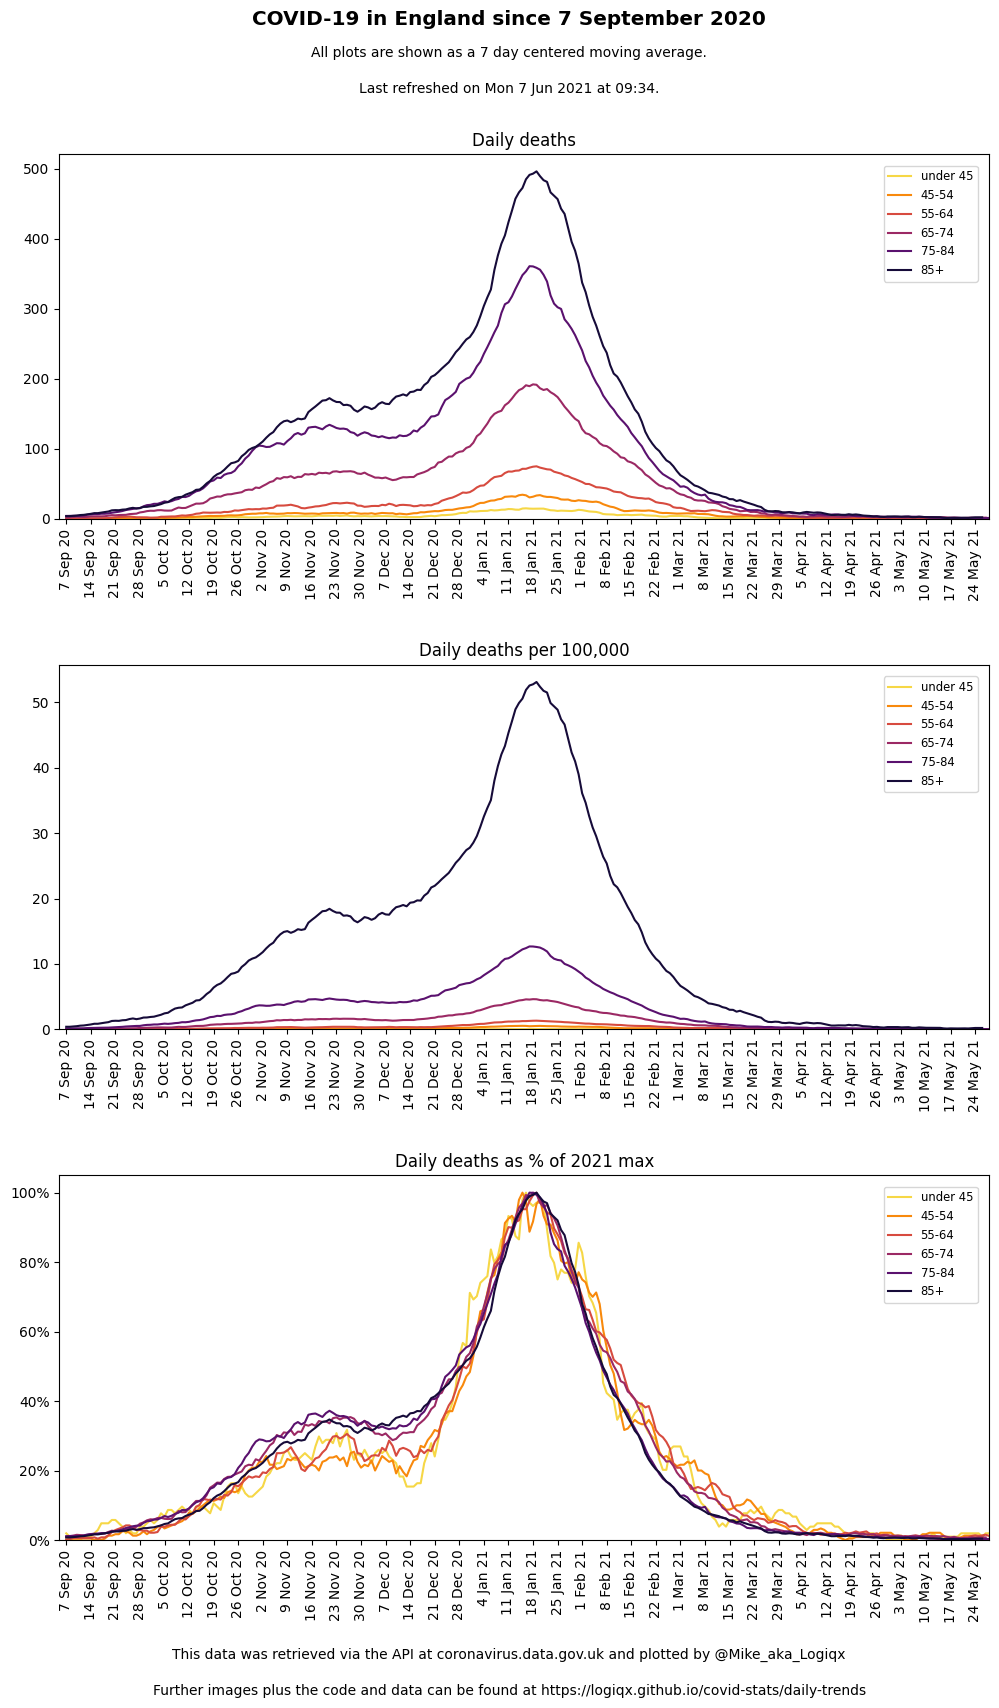 COVID-19 in England since 7 September 2020
All plots are shown as a 7 day centered moving average.
Last refreshed on Mon 7 Jun 2021 at 09:34.
Daily deaths
500
400
300
200
100
0
under 45
45-54
55-64
65-74
75-84
85+
7 Sep 20
14 Sep 20
21 Sep 20
28 Sep 20
5 Oct 20
12 Oct 20
19 Oct 20
26 Oct 20
2 Nov 20
9 Nov 20
16 Nov 20
23 Nov 20
30 Nov 20
7 Dec 20
14 Dec 20
21 Dec 20
28 Dec 20
4 Jan 21
11 Jan 21
18 Jan 21
25 Jan 21
1 Feb 21
8 Feb 21
15 Feb 21
22 Feb 21
1 Mar 21
8 Mar 21
15 Mar 21
22 Mar 21
29 Mar 21
5 Apr 21
12 Apr 21
19 Apr 21
26 Apr 21
3 May 21
10 May 21
17 May 21
24 May 21
Daily deaths per 100,000
50
40
30
20
10
0
under 45
45-54
55-64
65-74
75-84
85+
7 Sep 20
14 Sep 20
21 Sep 20
28 Sep 20
5 Oct 20
12 Oct 20
19 Oct 20
26 Oct 20
2 Nov 20
9 Nov 20
16 Nov 20
23 Nov 20
30 Nov 20
7 Dec 20
14 Dec 20
21 Dec 20
28 Dec 20
4 Jan 21
11 Jan 21
18 Jan 21
25 Jan 21
1 Feb 21
8 Feb 21
15 Feb 21
22 Feb 21
1 Mar 21
8 Mar 21
15 Mar 21
22 Mar 21
29 Mar 21
5 Apr 21
12 Apr 21
19 Apr 21
26 Apr 21
3 May 21
10 May 21
17 May 21
24 May 21
Daily deaths as % of 2021 max
100%
80%
60%
40%
20%
0%
under 45
45-54
55-64
65-74
75-84
85+
7 Sep 20
14 Sep 20
21 Sep 20
28 Sep 20
5 Oct 20
12 Oct 20
19 Oct 20
26 Oct 20
2 Nov 20
9 Nov 20
16 Nov 20
23 Nov 20
30 Nov 20
7 Dec 20
14 Dec 20
21 Dec 20
28 Dec 20
4 Jan 21
11 Jan 21
18 Jan 21
25 Jan 21
1 Feb 21
8 Feb 21
15 Feb 21
22 Feb 21
1 Mar 21
8 Mar 21
15 Mar 21
22 Mar 21
29 Mar 21
5 Apr 21
12 Apr 21
19 Apr 21
26 Apr 21
3 May 21
10 May 21
17 May 21
24 May 21
This data was retrieved via the API at coronavirus.data.gov.uk and plotted by @Mike_aka_Logiqx
Further images plus the code and data can be found at https://logiqx.github.io/covid-stats/daily-trends